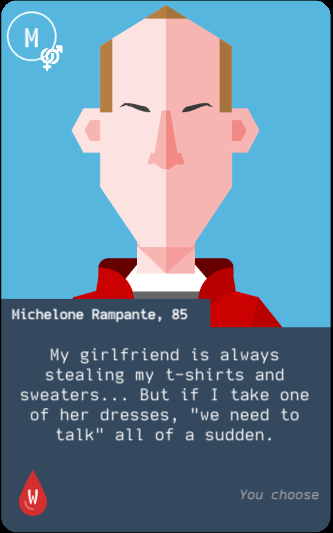 M
Michelone Rampante, 85
My girlfriend is always
stealing my t-shirts and
sweaters... But if I take one
of her dresses, "we need to
talk" all of a sudden.
W
You choose